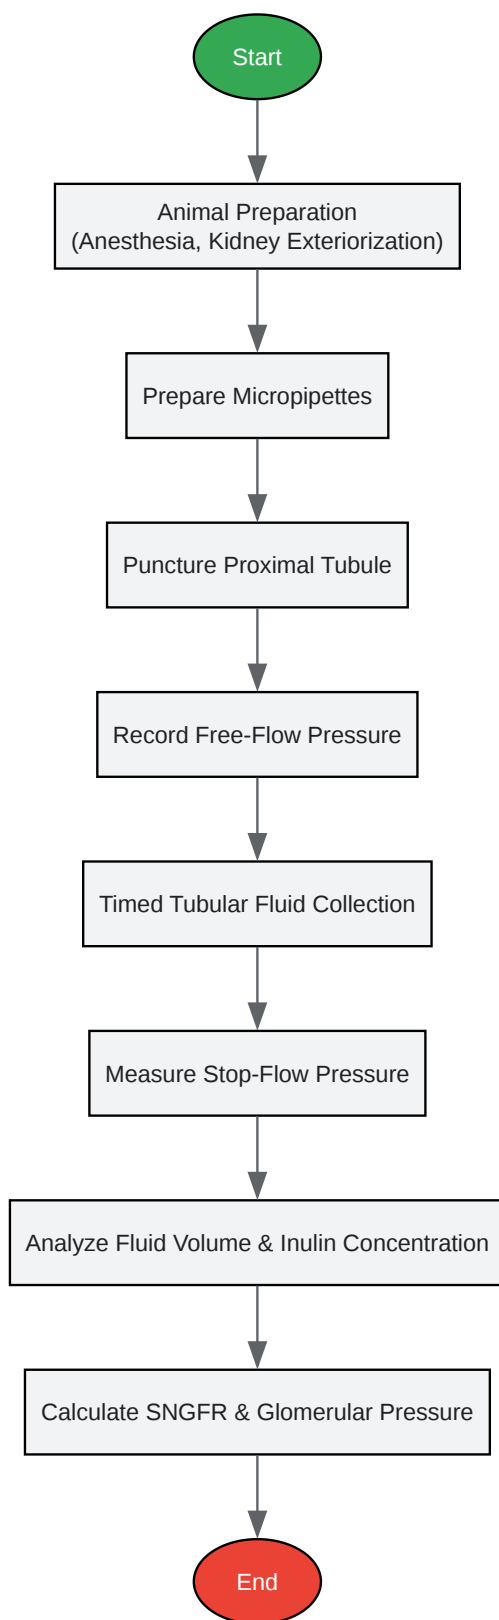 Start
Animal Preparation
(Anesthesia, Kidney Exteriorization)
Prepare Micropipettes
Puncture Proximal Tubule
Record Free-Flow Pressure
Timed Tubular Fluid Collection
Measure Stop-Flow Pressure
Analyze Fluid Volume & Inulin Concentration
Calculate SNGFR & Glomerular Pressure
End